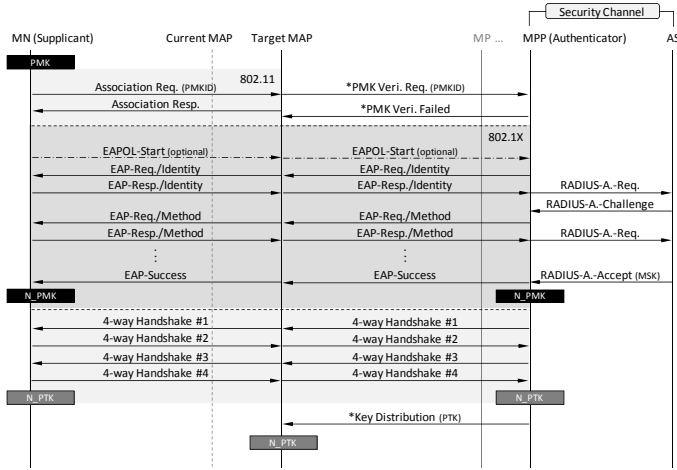 Security Channel
MN (Supplicant) Current MAP Target MAP MP ... MPP (Authenticator) AS
PMK
802.11
Association Req. (PMKID) *PMK Veri. Req. (PMKID)
Association Resp. *PMK Veri. Failed
802.1X
EAPOL-Start (optional) EAPOL-Start (optional)
EAP-Req./Identity EAP-Req./Identity
EAP-Resp./Identity EAP-Resp./Identity RADIUS-A.-Req.
RADIUS-A.-Challenge
EAP-Req./Method EAP-Req./Method
EAP-Resp./Method EAP-Resp./Method RADIUS-A.-Req.
⋮ ⋮
EAP-Success EAP-Success RADIUS-A.-Accept (MSK)
N_PMK N_PMK
4-way Handshake #1 4-way Handshake #1
4-way Handshake #2 4-way Handshake #2
4-way Handshake #3 4-way Handshake #3
4-way Handshake #4 4-way Handshake #4
N_PTK N_PTK
*Key Distribution (PTK)
N_PTK